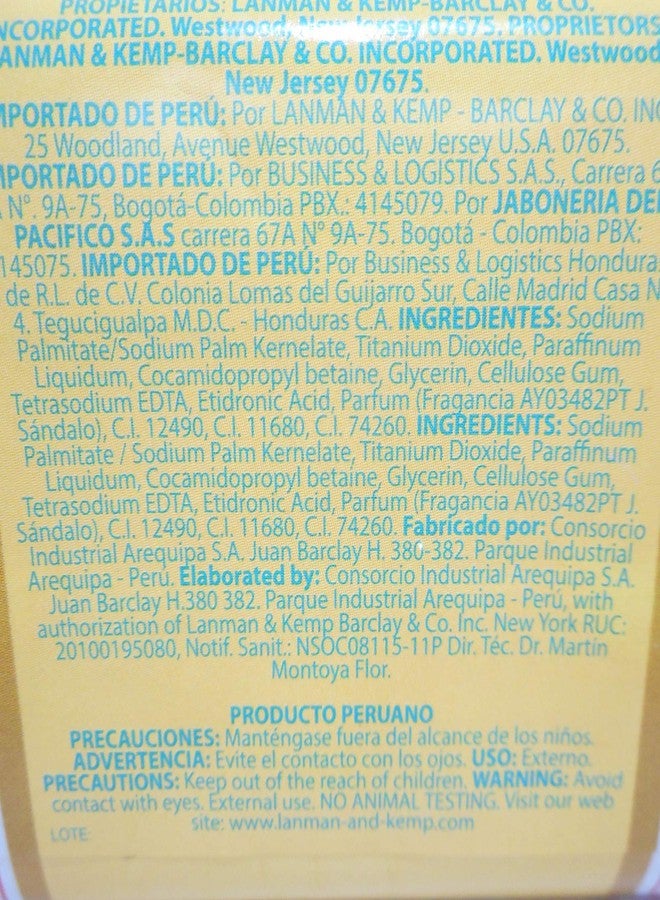 PROPIETARIOS: LANMAN & KEMP-BARCLAY & CO.
NCORPORATED. Westwood, New Jersey 07675. PROPRIETORS
ANMAN & KEMP-BARCLAY & CO. INCORPORATED. Westwood
New Jersey 07675.
MPORTADO DE PERÚ: Por LANMAN & KEMP - BARCLAY & CO. INC
25 Woodland, Avenue Westwood, New Jersey U.S.A. 07675.
MPORTADO DE PERÚ: Por BUSINESS & LOGISTICS S.A.S., Carrera 6
A Nº. 9A-75, Bogotá-Colombia PBX.: 4145079. Por JABONERIA DEL
PACIFICO S.A.S carrera 67A Nº 9A-75. Bogotá - Colombia PBX:
145075. IMPORTADO DE PERÚ: Por Business & Logistics Hondura
de R.L. de C.V. Colonia Lomas del Guijarro Sur, Calle Madrid Casa N
4. Tegucigualpa M.D.C. - Honduras C.A. INGREDIENTES: Sodium
Palmitate/Sodium Palm Kernelate, Titanium Dioxide, Paraffinum
Liquidum, Cocamidopropyl betaine, Glycerin, Cellulose Gum,
Tetrasodium EDTA, Etidronic Acid, Parfum (Fragancia AY03482PT J.
Sándalo), C.I. 12490, C.I. 11680, C.I. 74260. INGREDIENTS: Sodium
Palmitate / Sodium Palm Kernelate, Titanium Dioxide, Paraffinum
Liquidum, Cocamidopropyl betaine, Glycerin, Cellulose Gum,
Tetrasodium EDTA, Etidronic Acid, Parfum (Fragancia AY03482PT J.
Sándalo), C.I. 12490, C.I. 11680, C.I. 74260. Fabricado por: Consorcio
Industrial Arequipa S.A. Juan Barclay H. 380-382. Parque Industrial
Arequipa - Perú. Elaborated by: Consorcio Industrial Arequipa S.A.
Juan Barclay H.380 382. Parque Industrial Arequipa - Perú, with
authorization of Lanman & Kemp Barclay & Co. Inc. New York RUC:
20100195080, Notif. Sanit.: NSOC08115-11P Dir. Téc. Dr. Martín
Montoya Flor.
PRODUCTO PERUANO
PRECAUCIONES: Manténgase fuera del alcance de los niños.
ADVERTENCIA: Evite el contacto con los ojos. USO: Externo.
PRECAUTIONS: Keep out of the reach of children. WARNING: Avoid
contact with eyes. External use. NO ANIMAL TESTING. Visit our web
site: www.lanman-and-kemp.com
LOTE: